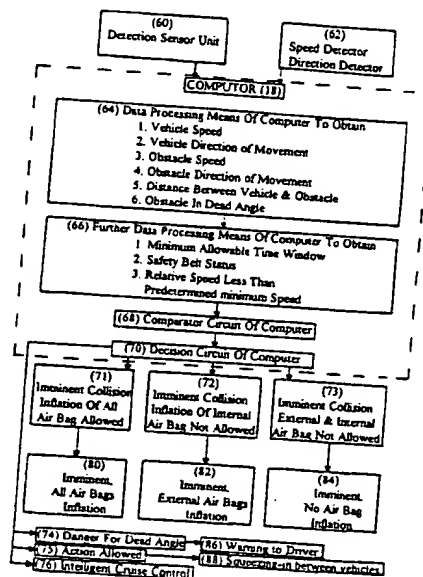 (60)
Detection Sensor Unit
(62)
Speed Detector
Direction Detector
COMPUTOR (18)
(64) Data Processing Means Of Computer To Obtain
1. Vehicle Speed
2. Vehicle Direction of Movement
3. Obstacle Speed
4. Obstacle Direction of Movement
5. Distance Between Vehicle & Obstacle
6. Obstacle In Dead Angle
(66) Further Data Processing Means Of Computer To Obtain
1 Minimum Allowable Time Window
2. Safety Belt Status
3. Relative Speed Less Than
Predetermined minimum Speed
(68) Comparator Circuit Of Computer
(70) Decision Circuit Of Computer
(71)
Imminent Collision
Inflation Of All
Air Bag Allowed
(72)
Imminent Collision
Inflation Of Internal
Air Bag Not Allowed
(73)
Imminent Collision
External & Internal
Air Bag Not Allowed
(80)
Imminent,
All Air Bags
Inflation
(82)
Imminent,
External Air Bags
Inflation
(84)
Imminent,
No Air Bag
Inflation
(74) Danger For Dead Angle
(86) Warning to Driver
(75) Action Allowed
(88) Squeezing-in between vehicles
(76) Intelligent Cruise Control